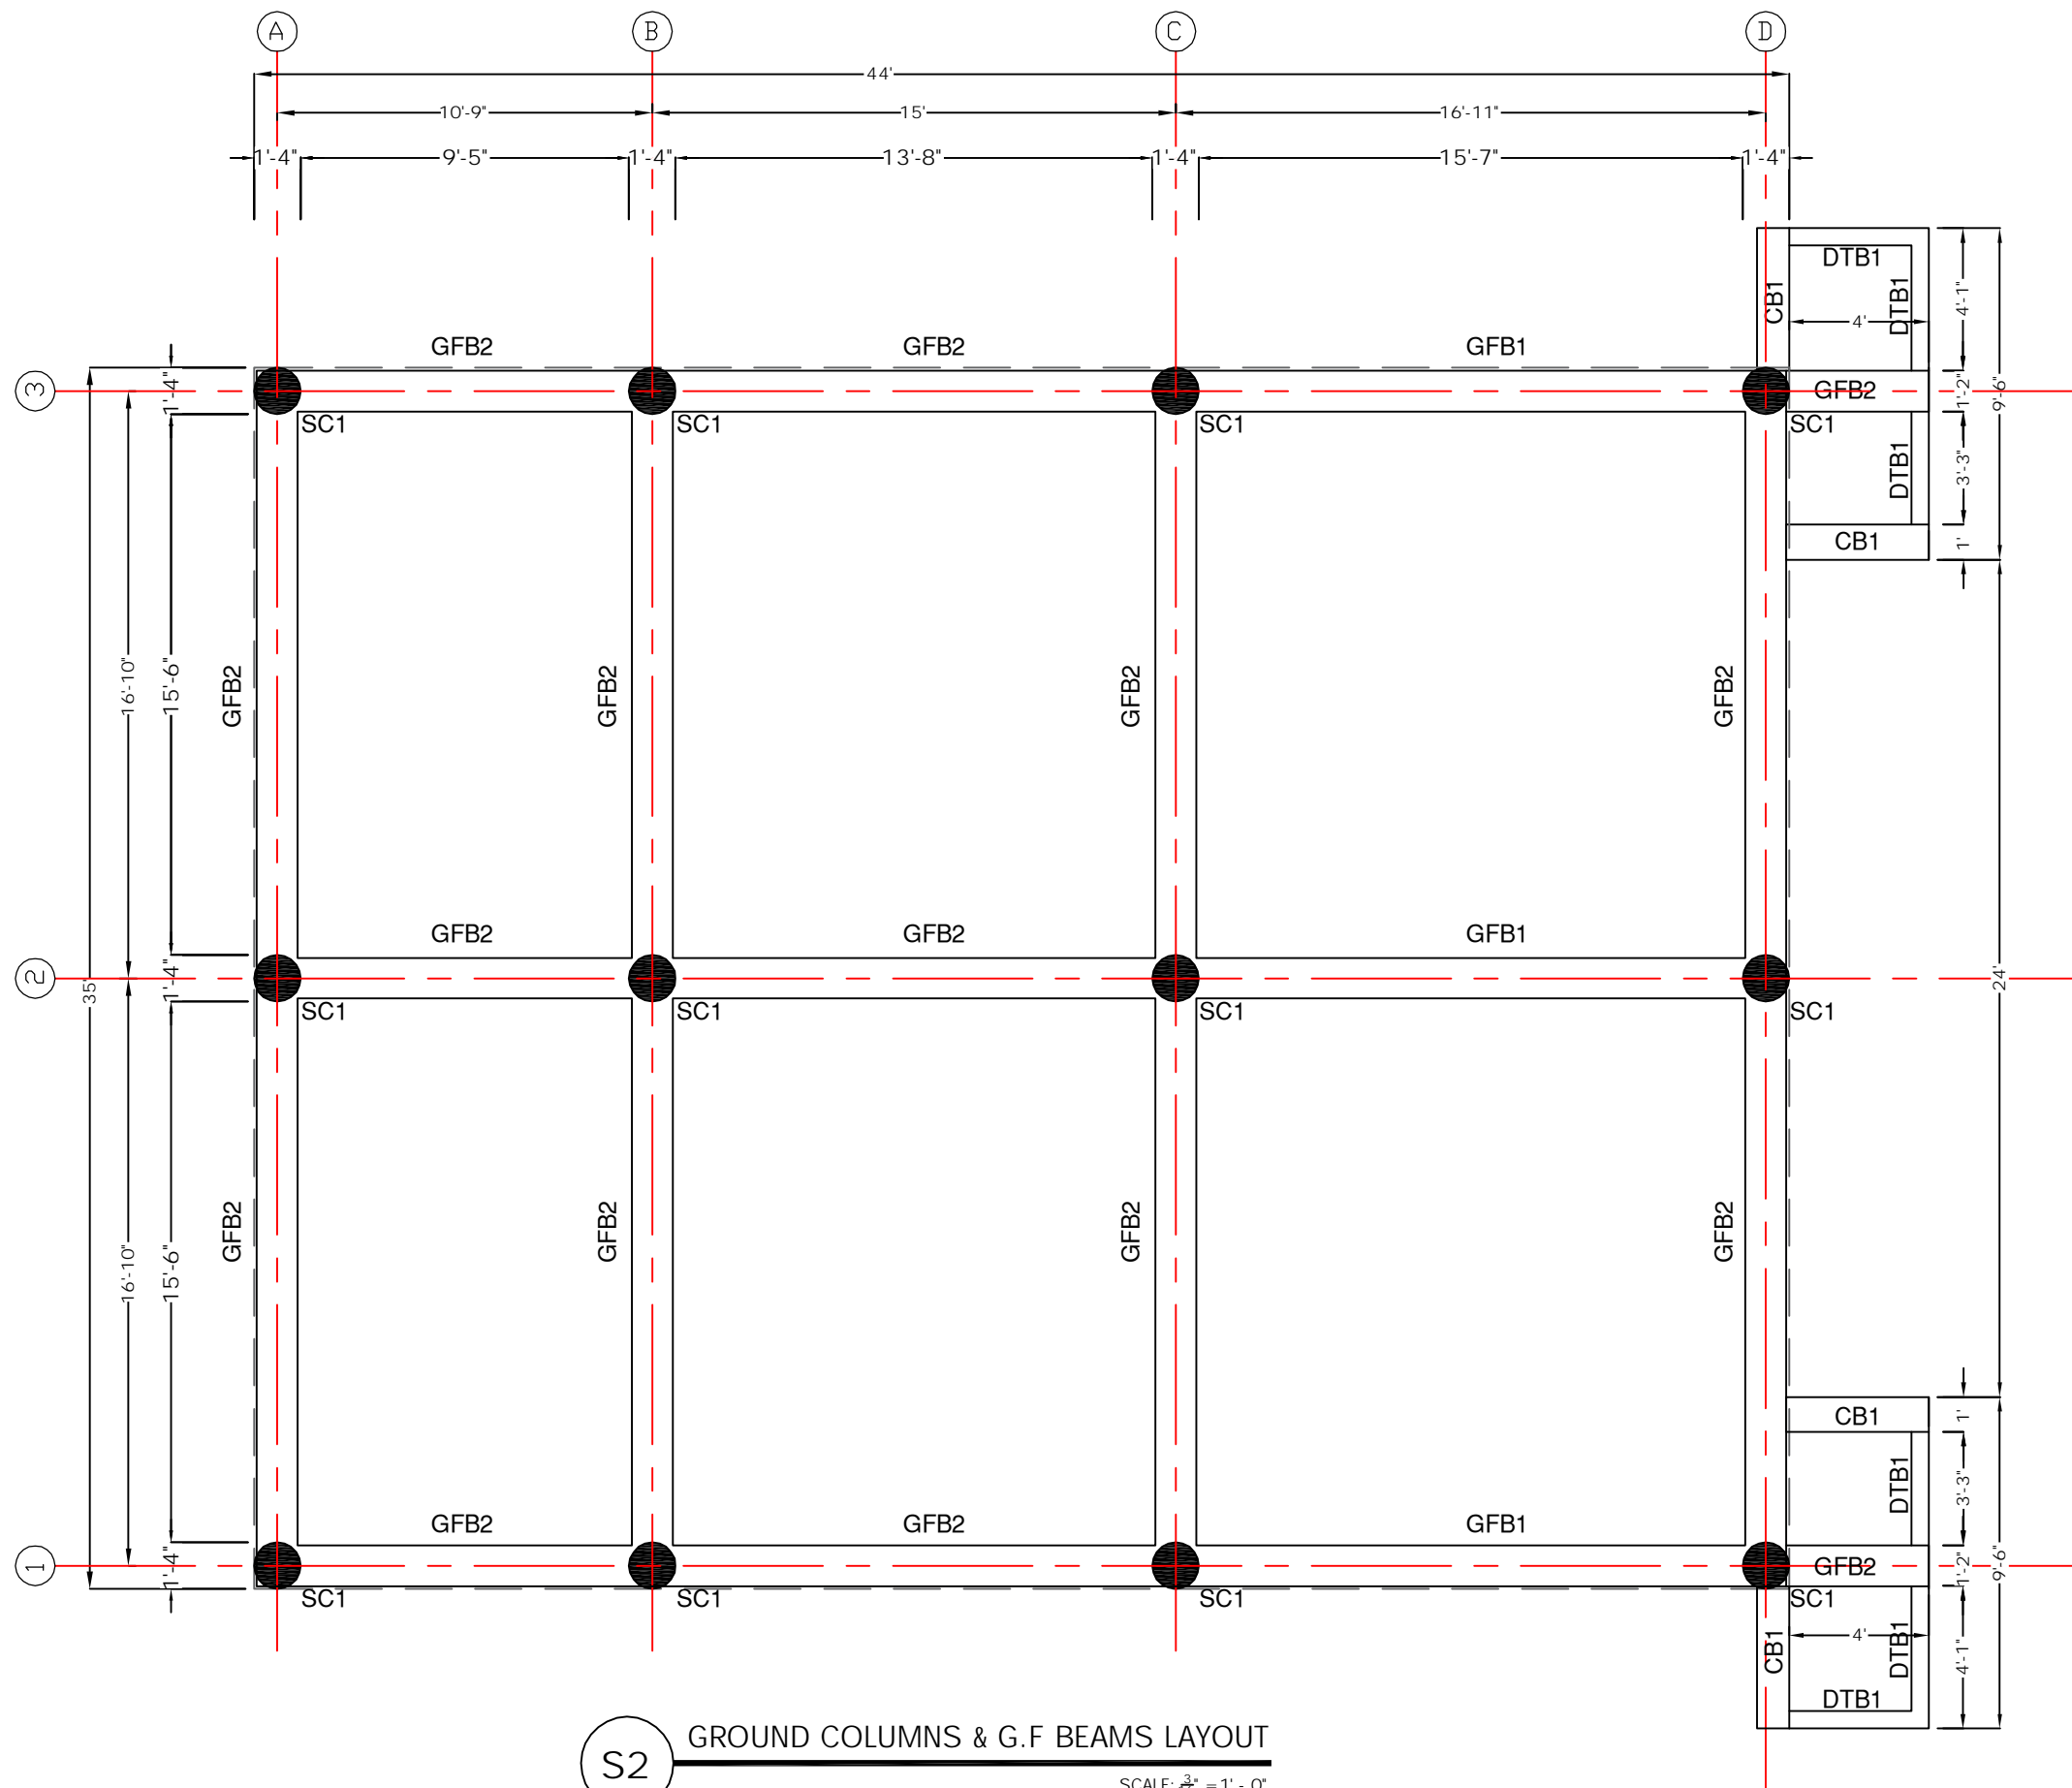 A B C D
44'
10'-9" 15' 16'-11"
1'-4" 9'-5" 1'-4" 13'-8" 1'-4" 15'-7" 1'-4"
DTB1
CB1 DTB1 4'-1"
4'
GFB2 GFB2 GFB1
3 1'-4" GFB2 1'-2" 9'-6"
SC1 SC1 SC1 SC1
DTB1 3'-3"
CB1 1'
16'-10" 15'-6" GFB2 GFB2 GFB2 GFB2
GFB2 GFB2 GFB1
2 35' 1'-4" 24'
SC1 SC1 SC1 SC1
16'-10" 15'-6" GFB2 GFB2 GFB2 GFB2
CB1 1'
DTB1 3'-3"
GFB2 GFB2 GFB1
1 1'-4" GFB2 1'-2" 9'-6"
SC1 SC1 SC1 SC1
4'
CB1 DTB1 4'-1"
DTB1
GROUND COLUMNS & G.F BEAMS LAYOUT
S2
SCALE: 3" = 1' - 0"